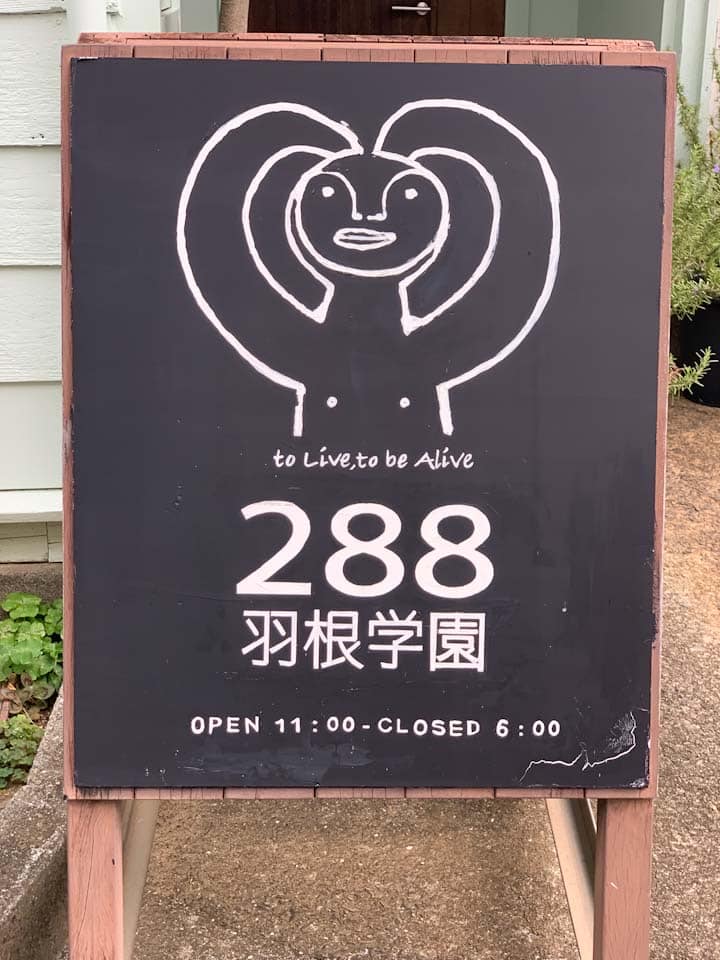 to Live,to be Alive
288
羽根学園
OPEN 11:00-CLOSED 6:00